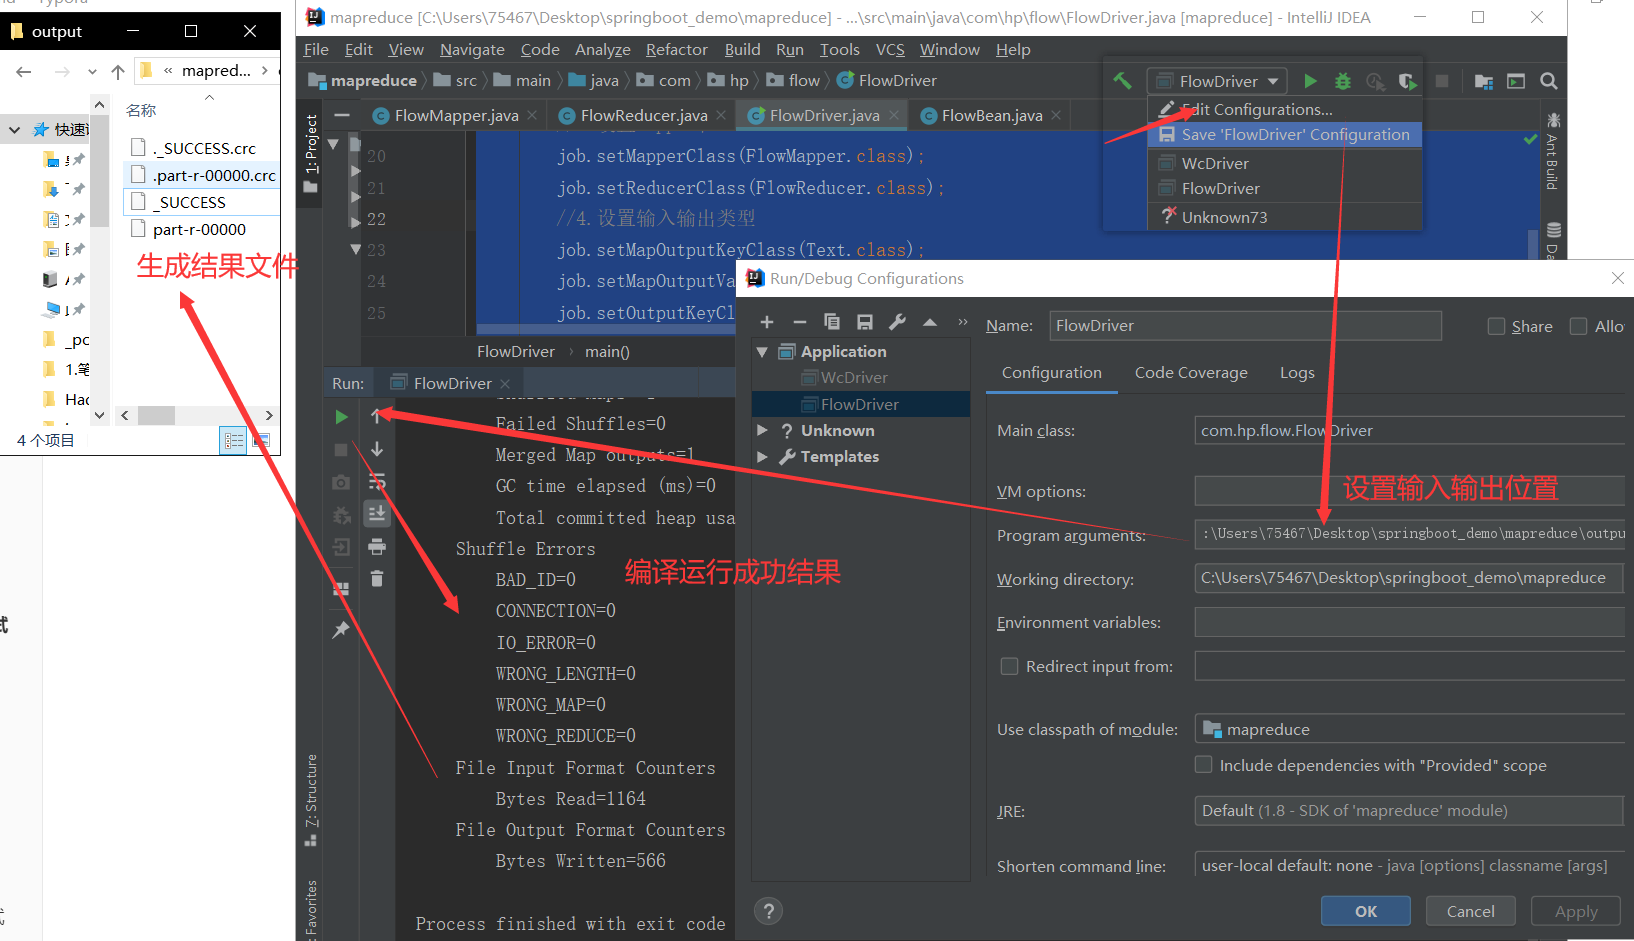 Typora
output
mapred...
名称
快速
._SUCCESS.crc
.part-r-00000.crc
_SUCCESS
part-r-00000
_pc
1.笔
Hac
4 个项目
生成结果文件
mapreduce [C:\Users\75467\Desktop\springboot_demo\mapreduce] - ...\src\main\java\com\hp\flow\FlowDriver.java [mapreduce] - IntelliJ IDEA
File Edit View Navigate Code Analyze Refactor Build Run Tools VCS Window Help
mapreduce src main java com hp flow FlowDriver
FlowDriver
Edit Configurations...
Save 'FlowDriver' Configuration
WcDriver
FlowDriver
Unknown73
FlowMapper.java FlowReducer.java FlowDriver.java FlowBean.java
1: Project
Ant Build
20 job.setMapperClass(FlowMapper.class);
21 job.setReducerClass(FlowReducer.class);
22 //4.设置输入输出类型
23 job.setMapOutputKeyClass(Text.class);
24 job.setMapOutputVa
25 job.setOutputKeyCl
FlowDriver main()
Run: FlowDriver
Failed Shuffles=0
Merged Map outputs=1
GC time elapsed (ms)=0
Total committed heap usa
Shuffle Errors
BAD_ID=0
CONNECTION=0
IO_ERROR=0
WRONG_LENGTH=0
WRONG_MAP=0
WRONG_REDUCE=0
File Input Format Counters
Bytes Read=1164
File Output Format Counters
Bytes Written=566
Process finished with exit code
编译运行成功结果
Z: Structure
Favorites
Run/Debug Configurations
Application
WcDriver
FlowDriver
Unknown
Templates
Name: FlowDriver
Share Allo
Configuration Code Coverage Logs
Main class: com.hp.flow.FlowDriver
VM options:
设置输入输出位置
Program arguments: :\Users\75467\Desktop\springboot_demo\mapreduce\outpu
Working directory: C:\Users\75467\Desktop\springboot_demo\mapreduce
Environment variables:
Redirect input from:
Use classpath of module: mapreduce
Include dependencies with "Provided" scope
JRE: Default (1.8 - SDK of 'mapreduce' module)
Shorten command line: user-local default: none - java [options] classname [args]
OK Cancel Apply